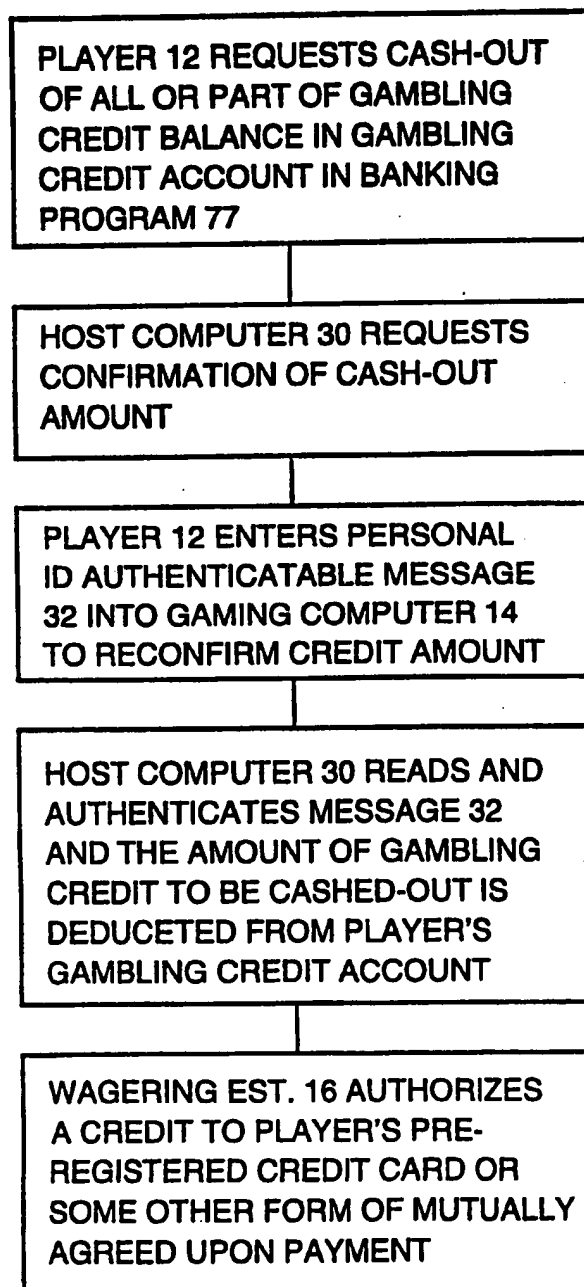 PLAYER 12 REQUESTS CASH-OUT
OF ALL OR PART OF GAMBLING
CREDIT BALANCE IN GAMBLING
CREDIT ACCOUNT IN BANKING
PROGRAM 77
HOST COMPUTER 30 REQUESTS
CONFIRMATION OF CASH-OUT
AMOUNT
PLAYER 12 ENTERS PERSONAL
ID AUTHENTICATABLE MESSAGE
32 INTO GAMING COMPUTER 14
TO RECONFIRM CREDIT AMOUNT
HOST COMPUTER 30 READS AND
AUTHENTICATES MESSAGE 32
AND THE AMOUNT OF GAMBLING
CREDIT TO BE CASHED-OUT IS
DEDUCETED FROM PLAYER'S
GAMBLING CREDIT ACCOUNT
WAGERING EST. 16 AUTHORIZES
A CREDIT TO PLAYER'S PRE-
REGISTERED CREDIT CARD OR
SOME OTHER FORM OF MUTUALLY
AGREED UPON PAYMENT